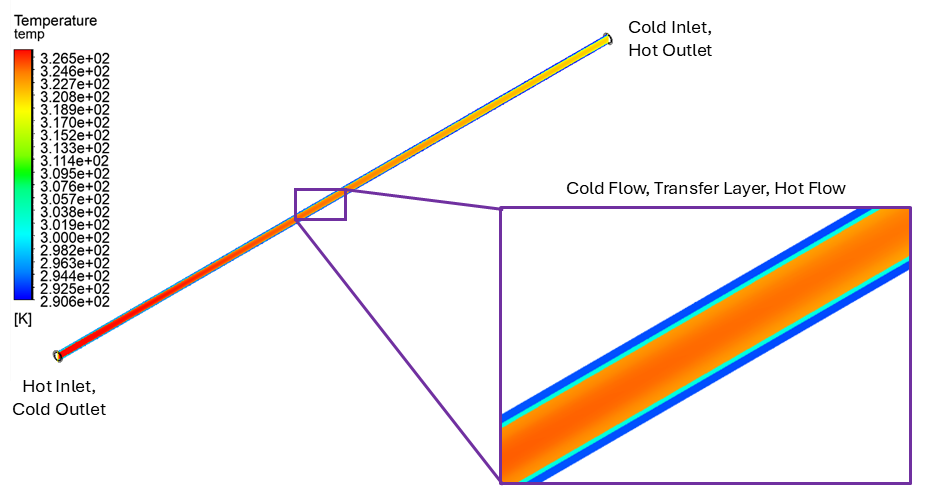 Temperature
temp
3.265e+02
3.246e+02
3.227e+02
3.208e+02
3.189e+02
3.170e+02
3.152e+02
3.133e+02
3.114e+02
3.095e+02
3.076e+02
3.057e+02
3.038e+02
3.019e+02
3.000e+02
2.982e+02
2.963e+02
2.944e+02
2.925e+02
2.906e+02
[K]
Cold Inlet,
Hot Outlet
Cold Flow, Transfer Layer, Hot Flow
Hot Inlet,
Cold Outlet